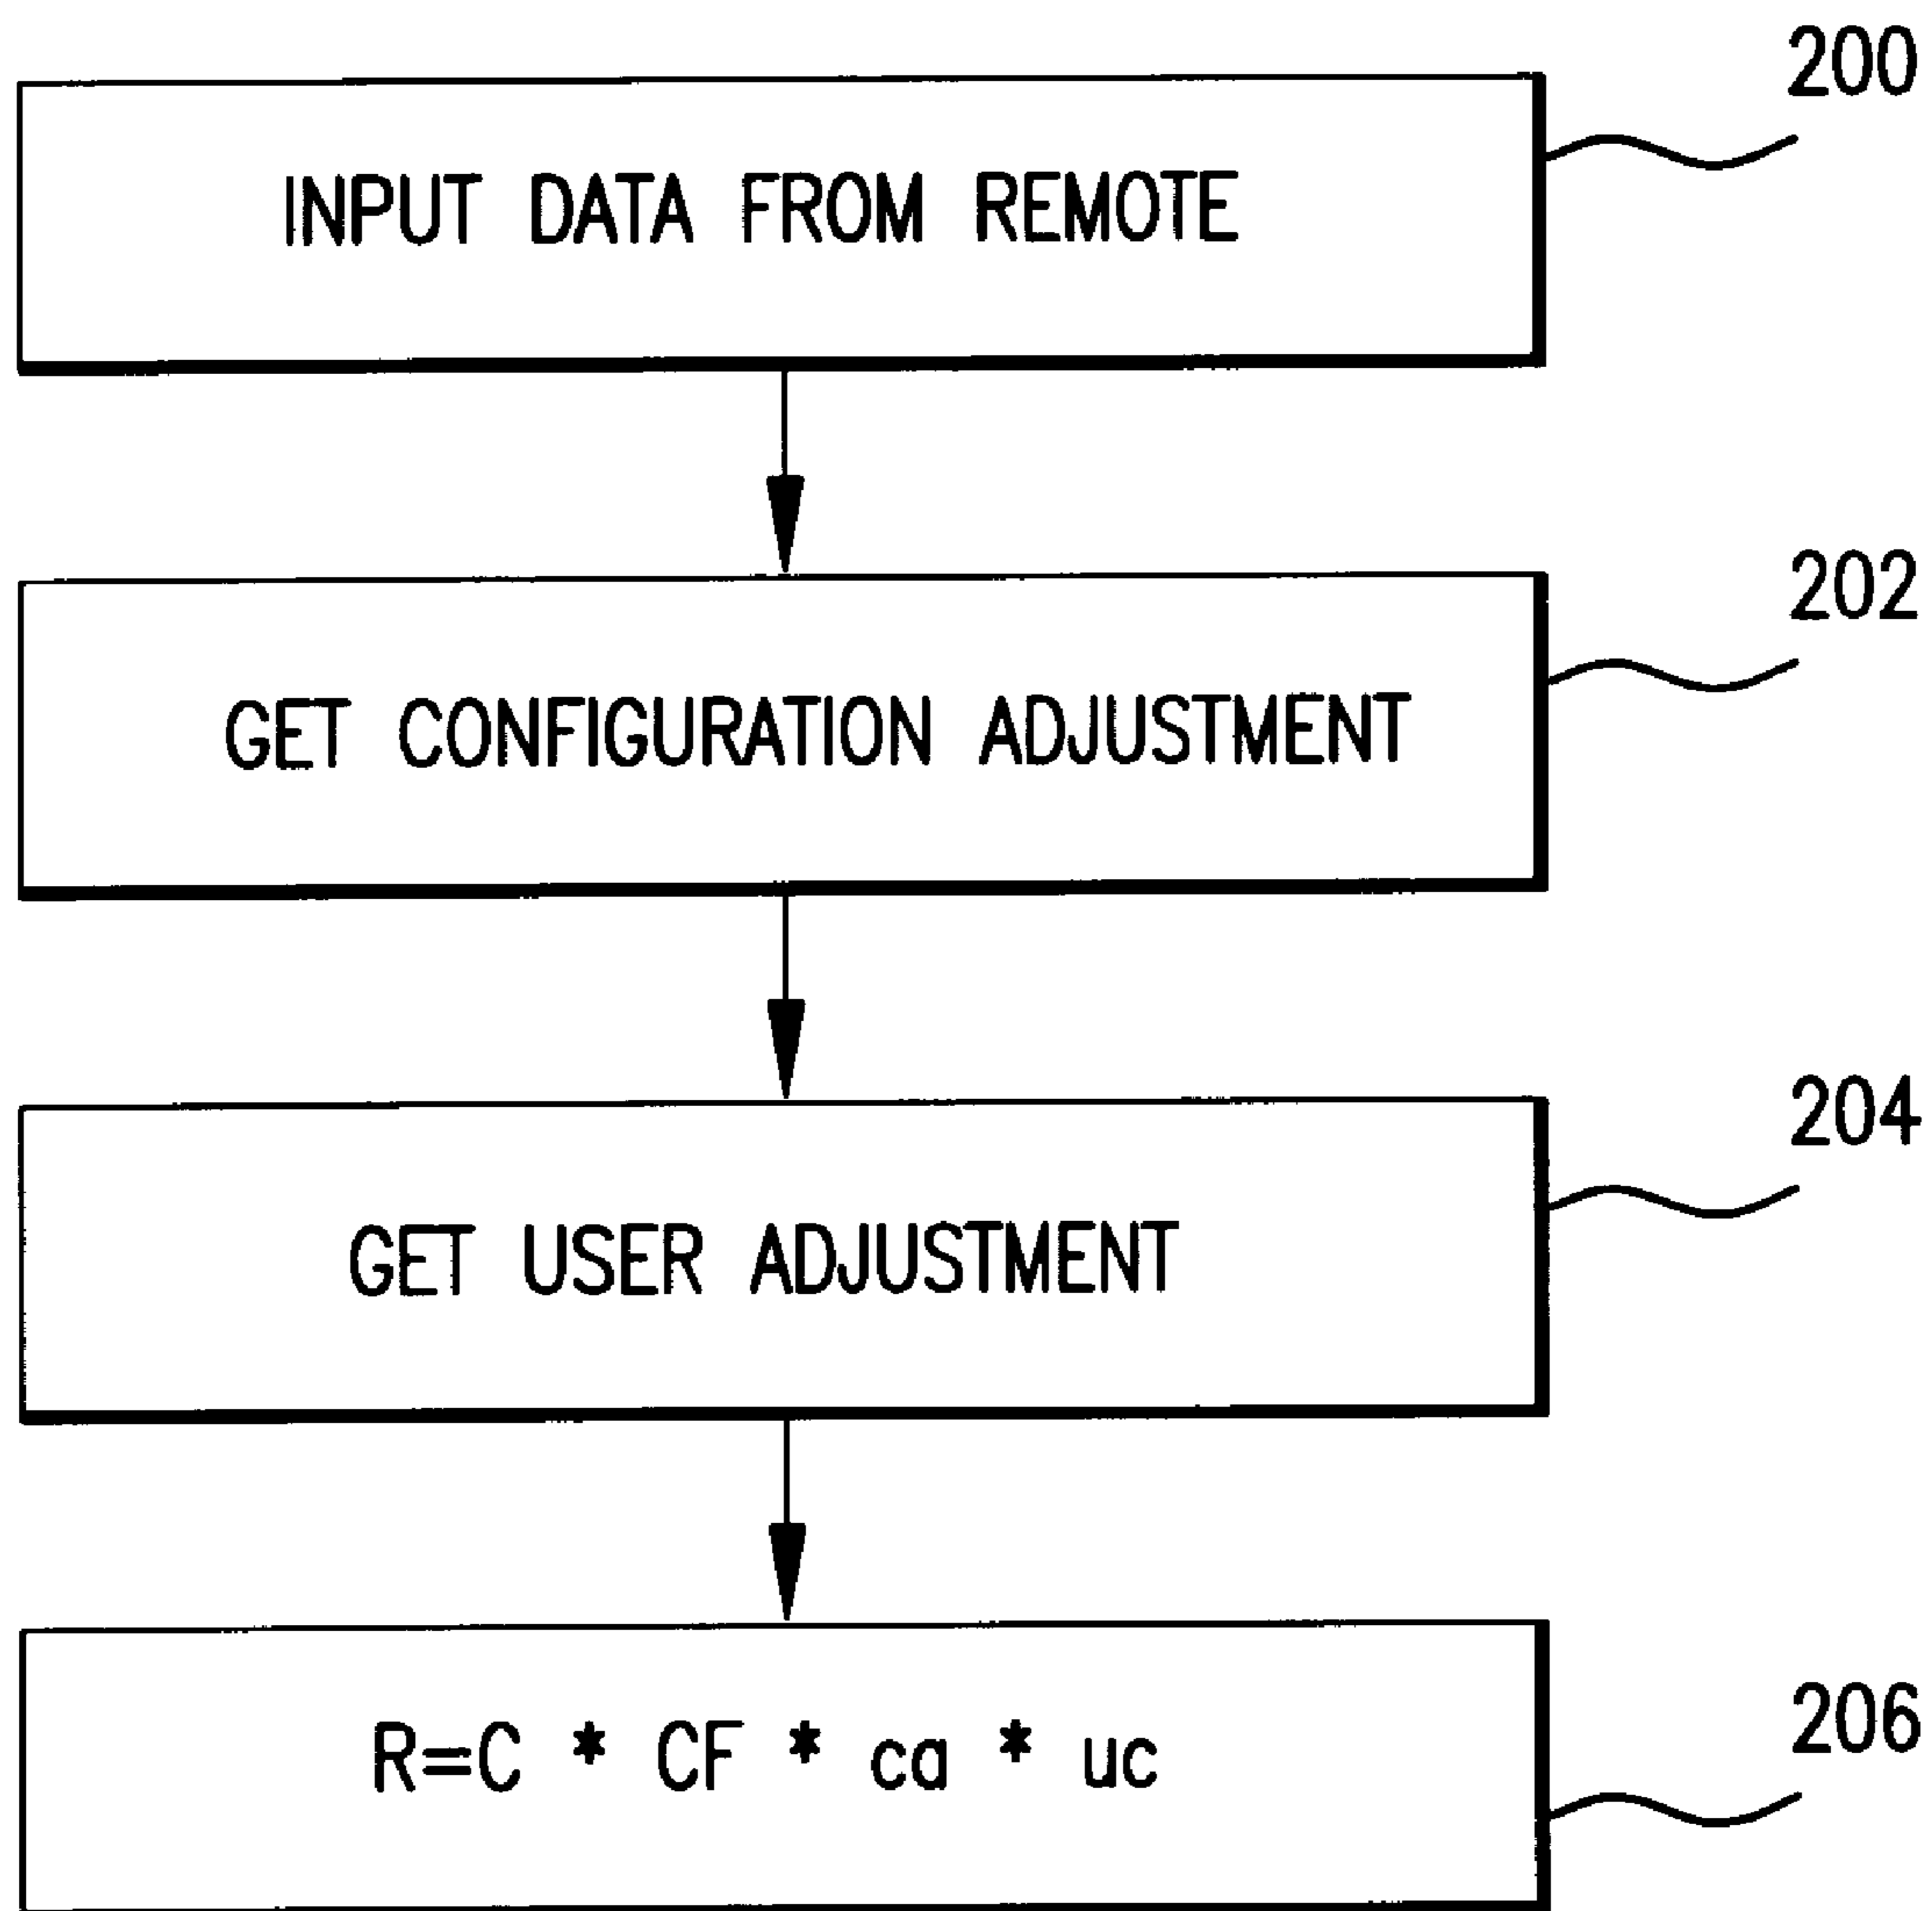 200
INPUT DATA FROM REMOTE
202
GET CONFIGURATION ADJUSTMENT
204
GET USER ADJUSTMENT
206
R=C * CF * ca * uc